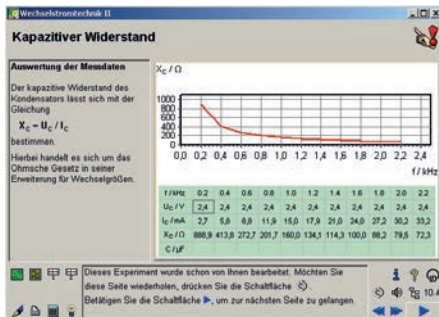 Wechselstromtechnik II
Kapazitiver Widerstand
Auswertung der Messdaten
Der kapazitive Widerstand des
Kondensators lässt sich mit der
Gleichung
X_C = U_C / I_C
bestimmen.
Hierbei handelt es sich um das
Ohmsche Gesetz in seiner
Erweiterung für Wechselgrößen.
X_C / Ω
1000
800
600
400
200
0
0,0 0,2 0,4 0,6 0,8 1,0 1,2 1,4 1,6 1,8 2,0 2,2 2,4
f / kHz
f / kHz 0.2 0.4 0.6 0.8 1.0 1.2 1.4 1.6 1.8 2.0 2.2
U_C / V 2,4 2,4 2,4 2,4 2,4 2,4 2,4 2,4 2,4 2,4 2,4
I_C / mA 2,7 5,8 8,8 11,9 15,0 17,9 21,0 24,0 27,2 30,2 33,2
X_C / Ω 888,9 413,8 272,7 201,7 160,0 134,1 114,3 100,0 88,2 79,5 72,3
C / µF
Dieses Experiment wurde schon von Ihnen bearbeitet. Möchten Sie
diese Seite wiederholen, drücken Sie die Schaltfläche
Betätigen Sie die Schaltfläche ▶, um zur nächsten Seite zu gelangen.
10.4